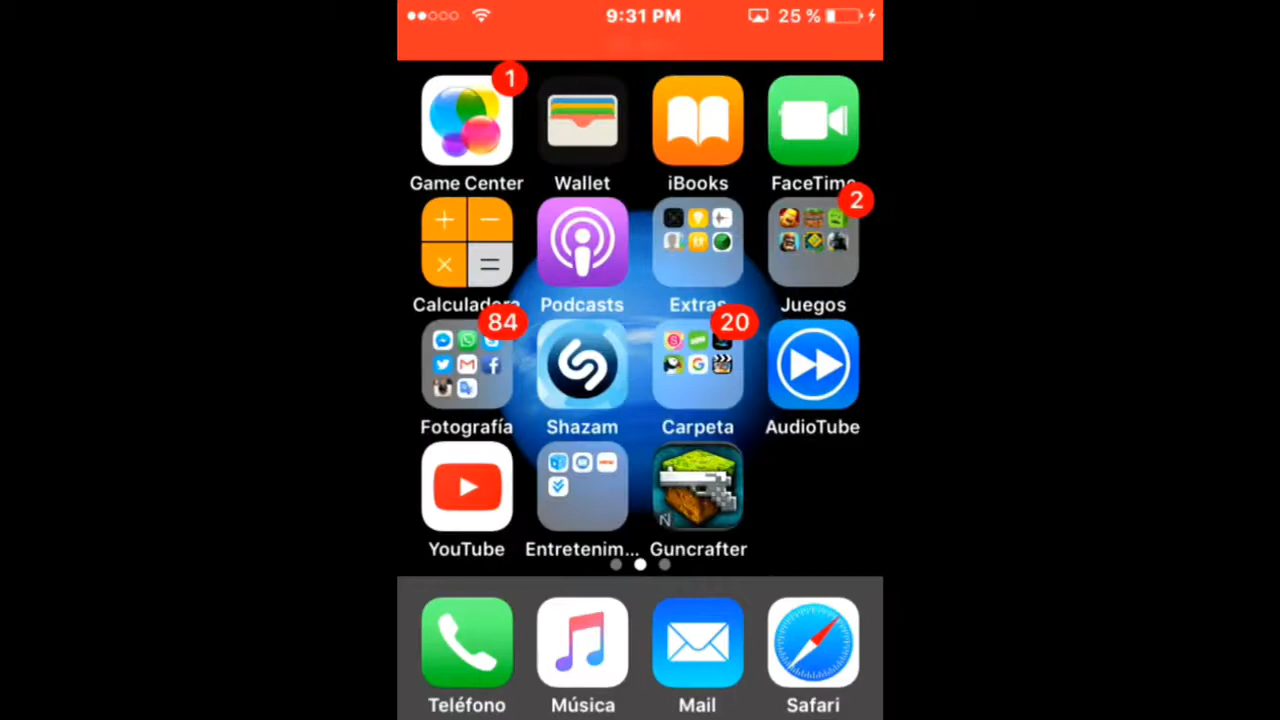 9:31 PM
25 %
1
Game Center
Wallet
iBooks
FaceTime
2
Calculadora
Podcasts
Extras
Juegos
84
20
Fotografía
Shazam
Carpeta
AudioTube
YouTube
Entretenim...
Guncrafter
Teléfono
Música
Mail
Safari